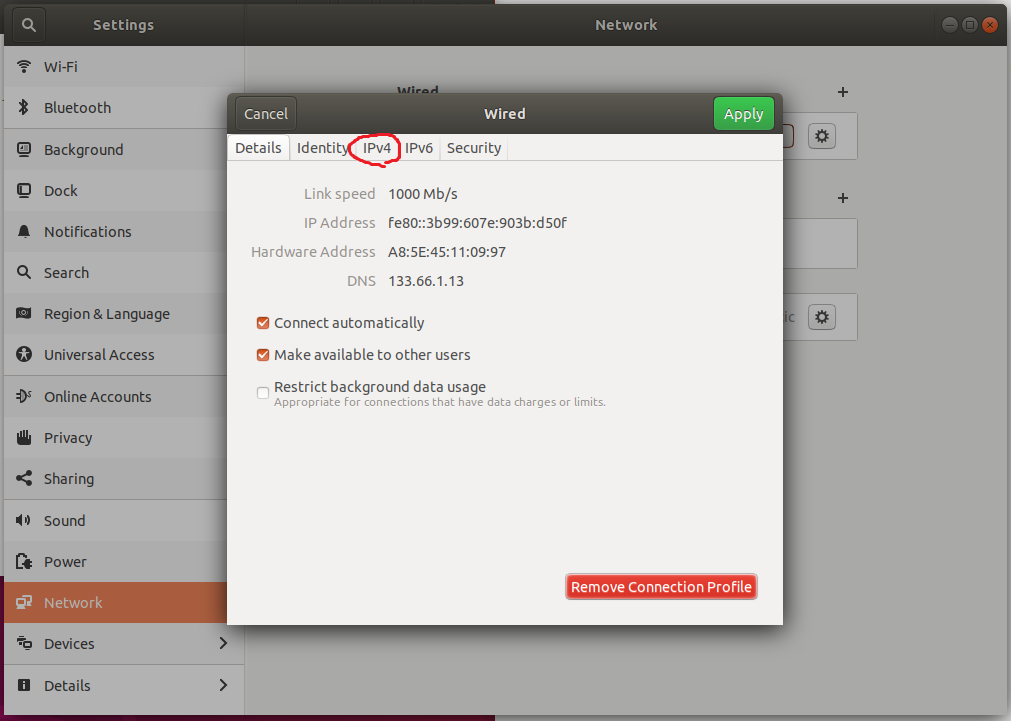 Settings
Network
Wi-Fi
Bluetooth
Background
Dock
Notifications
Search
Region & Language
Universal Access
Online Accounts
Privacy
Sharing
Sound
Power
Network
Devices
Details
Wired
Cancel
Wired
Apply
Details Identity IPv4 IPv6 Security
Link speed 1000 Mb/s
IP Address fe80::3b99:607e:903b:d50f
Hardware Address A8:5E:45:11:09:97
DNS 133.66.1.13
Connect automatically
Make available to other users
Restrict background data usage
Appropriate for connections that have data charges or limits.
Remove Connection Profile
ic